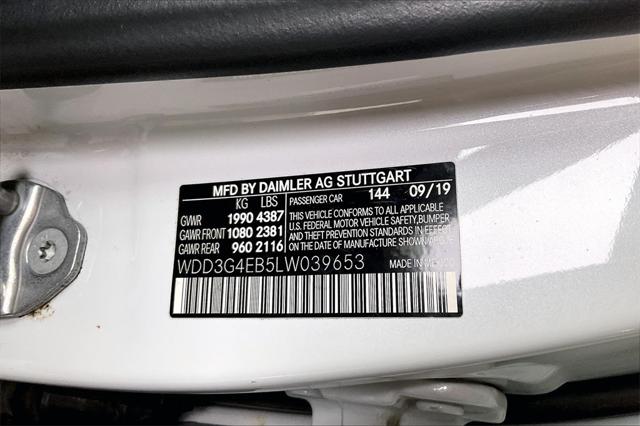 MFD BY DAIMLER AG STUTTGART
KG LBS PASSENGER CAR 144 09/19
GVWR 1990 4387
GAWR FRONT 1080 2381
GAWR REAR 960 2116
THIS VEHICLE CONFORMS TO ALL APPLICABLE
U.S. FEDERAL MOTOR VEHICLE SAFETY, BUMPER
AND THEFT PREVENTION STANDARDS IN EFFECT
ON THE DATE OF MANUFACTURE SHOWN ABOVE.
WDD3G4EB5LW039653 MADE IN